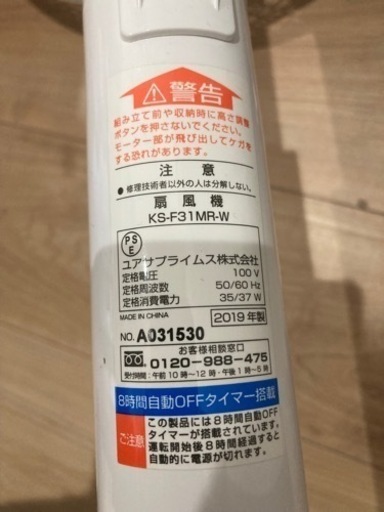 警告
組み立て前や収納時に高さ調整
ボタンを押さないでください。
モーター部が飛び出してケガを
する恐れがあります。
注意
●修理技術者以外の人は分解しない。
扇風機
KS-F31MR-W
PS
E
ユアサプライムス株式会社
定格電圧 100 V
定格周波数 50/60 Hz
定格消費電力 35/37 W
MADE IN CHINA 2019 年製
NO. A031530
お客様相談窓口
0120-988-475
受付時間:午前10時〜12時・午後1時〜5時
8時間自動OFFタイマー搭載
ご注意
この製品には8時間自動OFF
タイマーが搭載されています。
運転開始後8時間経過すると
自動的に電源が切れます。